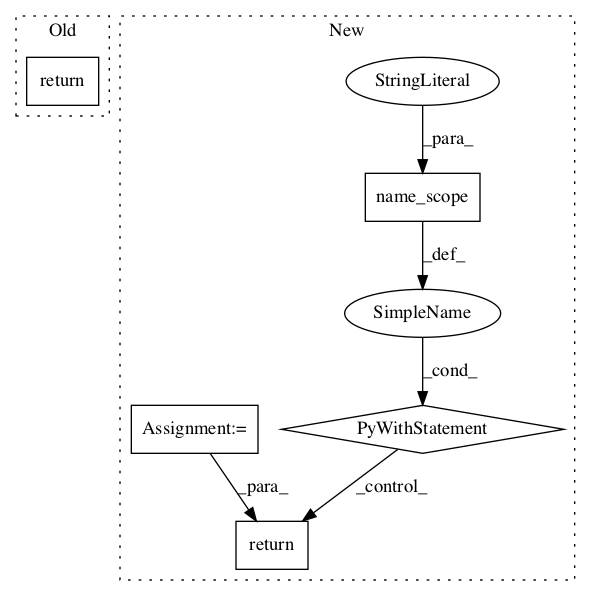 Old
New
return
StringLiteral
_para_
name_scope
_def_
SimpleName
_cond_
Assignment:=
PyWithStatement
_para_
_control_
return